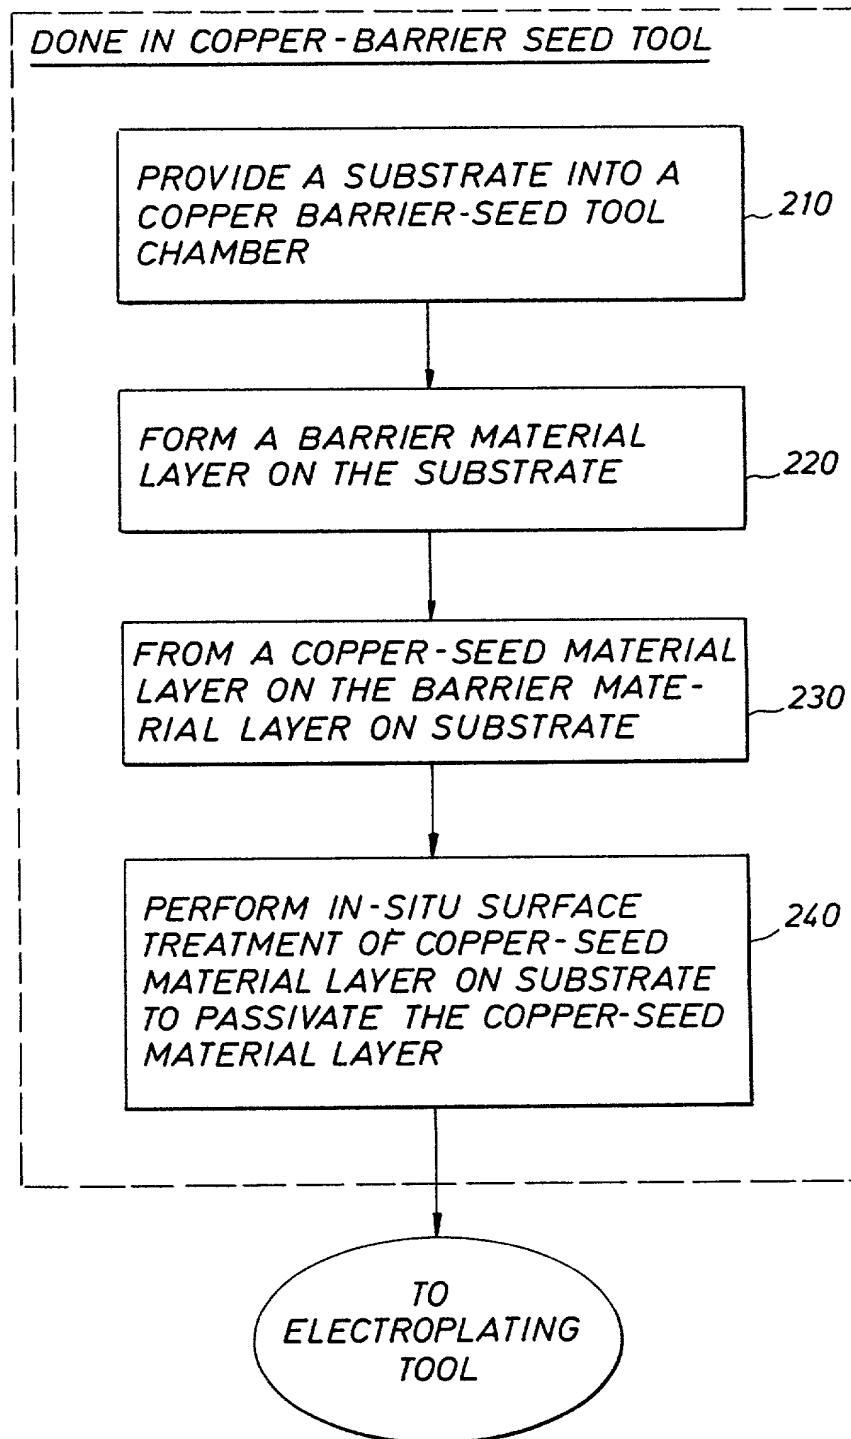 DONE IN COPPER-BARRIER SEED TOOL
PROVIDE A SUBSTRATE INTO A
COPPER BARRIER-SEED TOOL
CHAMBER
210
FORM A BARRIER MATERIAL
LAYER ON THE SUBSTRATE
220
FROM A COPPER-SEED MATERIAL
LAYER ON THE BARRIER MATE-
RIAL LAYER ON SUBSTRATE
230
PERFORM IN-SITU SURFACE
TREATMENT OF COPPER-SEED
MATERIAL LAYER ON SUBSTRATE
TO PASSIVATE THE COPPER-SEED
MATERIAL LAYER
240
TO
ELECTROPLATING
TOOL